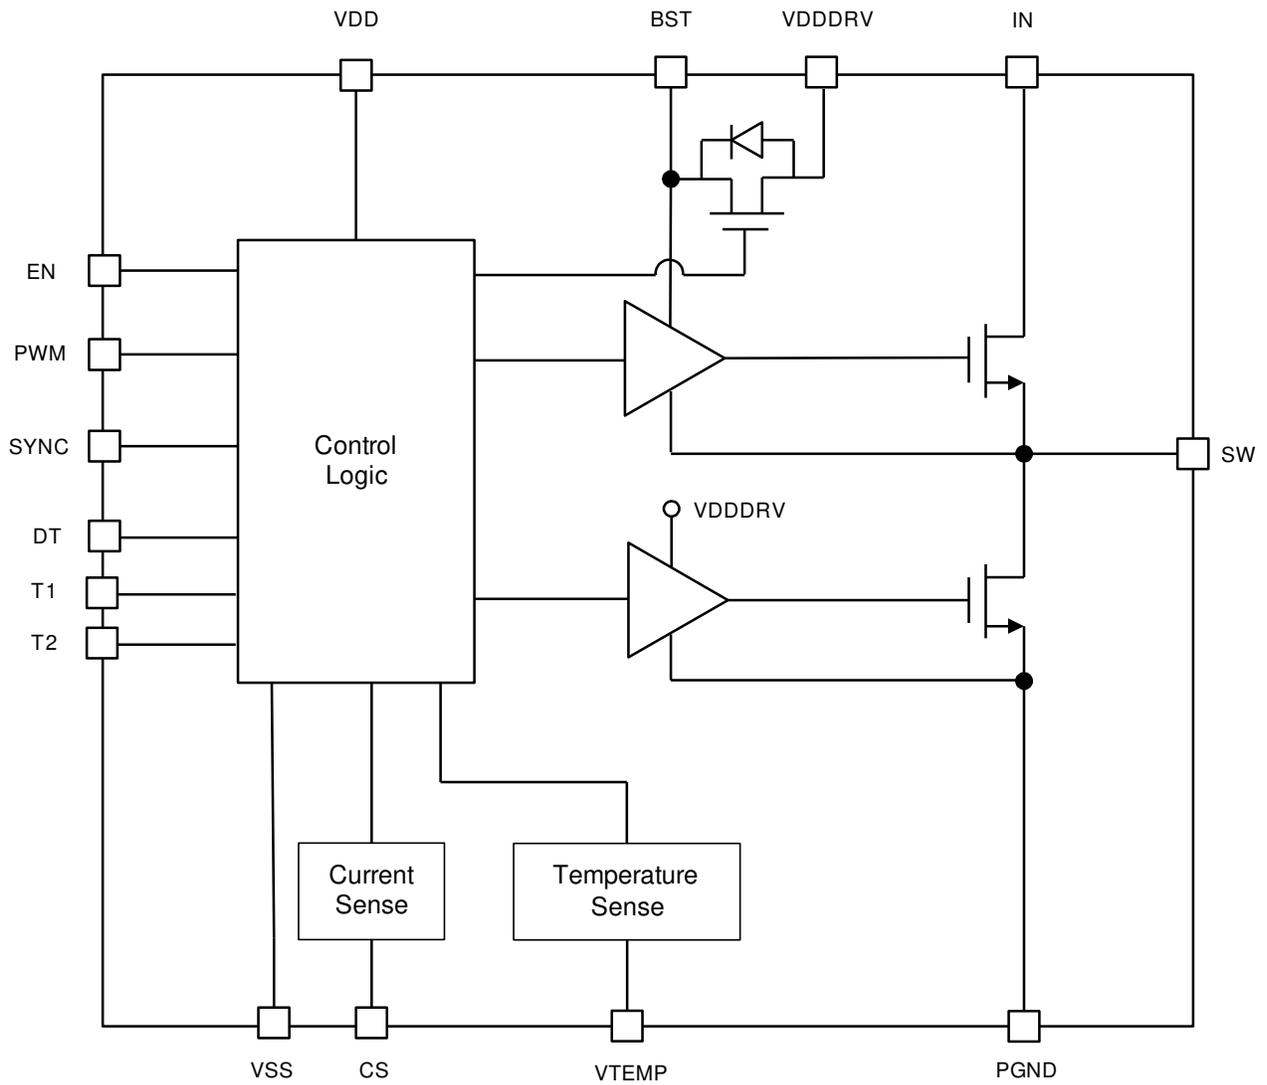 VDD
BST
VDDDRV
IN
EN
PWM
SYNC
DT
T1
T2
Control
Logic
SW
VDDDRV
Current
Sense
Temperature
Sense
VSS
CS
VTEMP
PGND